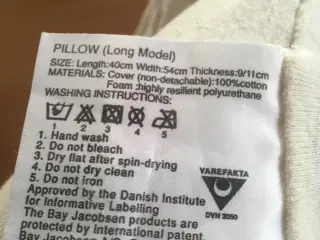 PILLOW (Long Model)
SIZE: Length:40cm Width:54cm Thickness:9/11cm
MATERIALS: Cover (non-detachable):100%cotton
Foam :highly resilient polyurethane
WASHING INSTRUCTIONS:
1 2 3 4 5
1. Hand wash
2. Do not bleach
3. Dry flat after spin-drying
4. Do not dry clean
5. Do not iron
VAREFAKTA
DVN 2050
Approved by the Danish Institute
for Informative Labelling
The Bay Jacobsen products are
protected by international patent
Bay Jacobsen